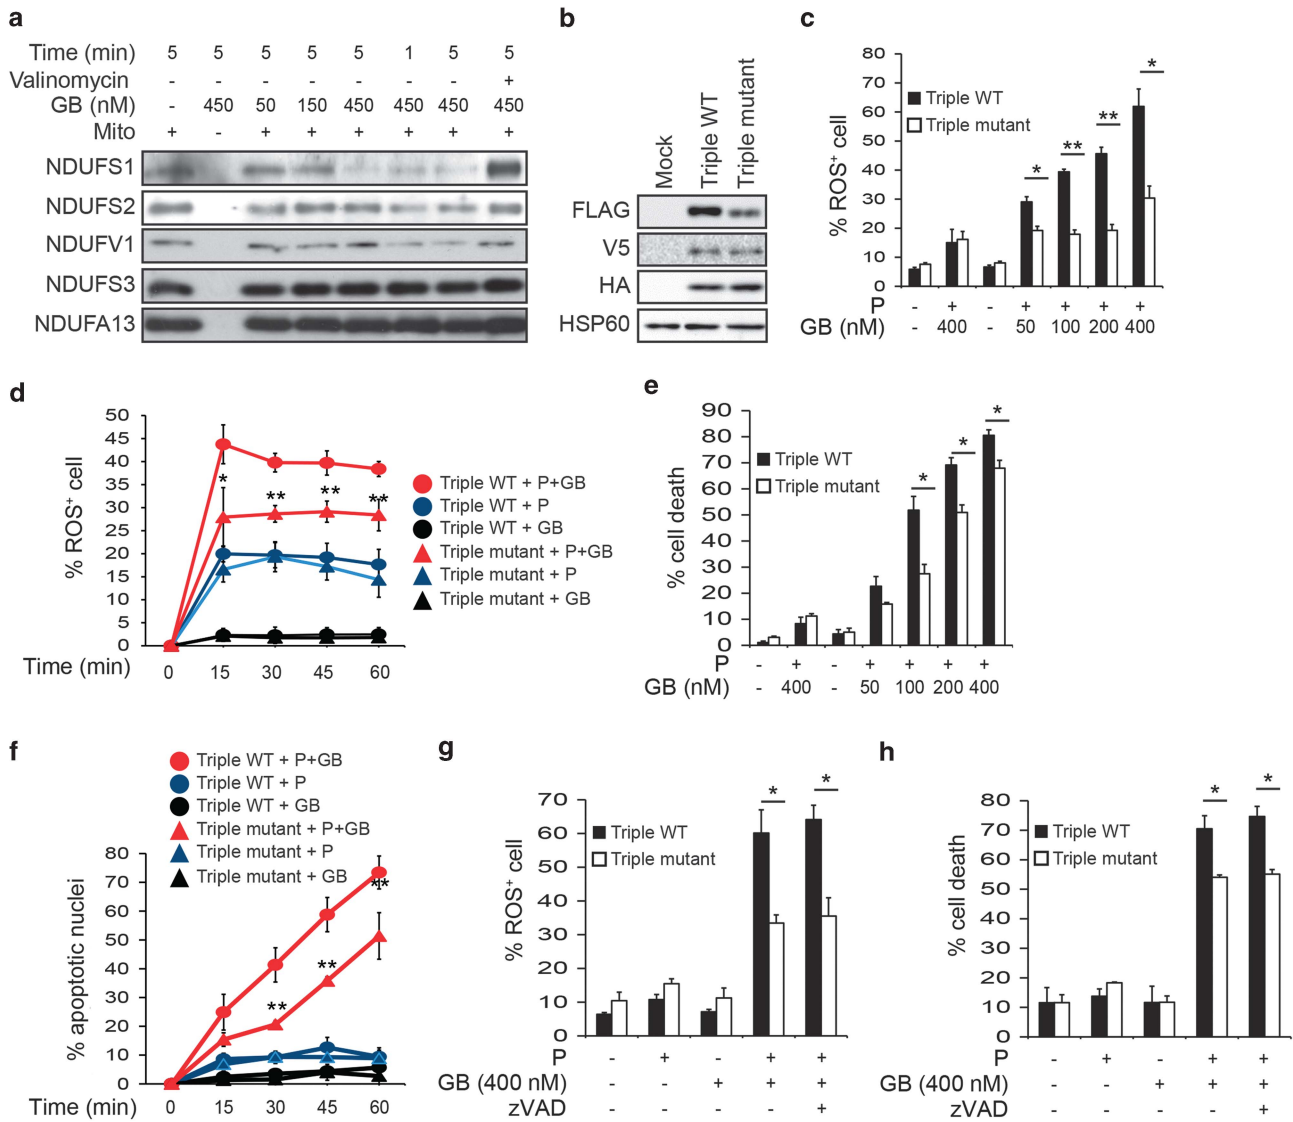 a
Time (min) 5 5 5 5 5 1 5 5
Valinomycin - - - - - - - +
GB (nM) - 450 50 150 450 450 450 450
Mito + - + + + + + +
NDUFS1
NDUFS2
NDUFV1
NDUFS3
NDUFA13
b
Mock
Triple WT
Triple mutant
FLAG
V5
HA
HSP60
c
% ROS+ cell
80
70
60
50
40
30
20
10
0
Triple WT
Triple mutant
* ** ** *
P - + - + + + +
GB (nM) - 400 - 50 100 200 400
d
% ROS+ cell
50
45
40
35
30
25
20
15
10
5
0
* ** ** **
Time (min) 0 15 30 45 60
Triple WT + P+GB
Triple WT + P
Triple WT + GB
Triple mutant + P+GB
Triple mutant + P
Triple mutant + GB
e
% cell death
90
80
70
60
50
40
30
20
10
0
Triple WT
Triple mutant
* * *
P - + - + + + +
GB (nM) - 400 - 50 100 200 400
f
Triple WT + P+GB
Triple WT + P
Triple WT + GB
Triple mutant + P+GB
Triple mutant + P
Triple mutant + GB
% apoptotic nuclei
80
70
60
50
40
30
20
10
0
** ** **
Time (min) 0 15 30 45 60
g
% ROS+ cell
70
60
50
40
30
20
10
0
Triple WT
Triple mutant
* *
P - + - + +
GB (400 nM) - - + + +
zVAD - - - - +
h
% cell death
80
70
60
50
40
30
20
10
0
Triple WT
Triple mutant
* *
P - + - + +
GB (400 nM) - - + + +
zVAD - - - - +